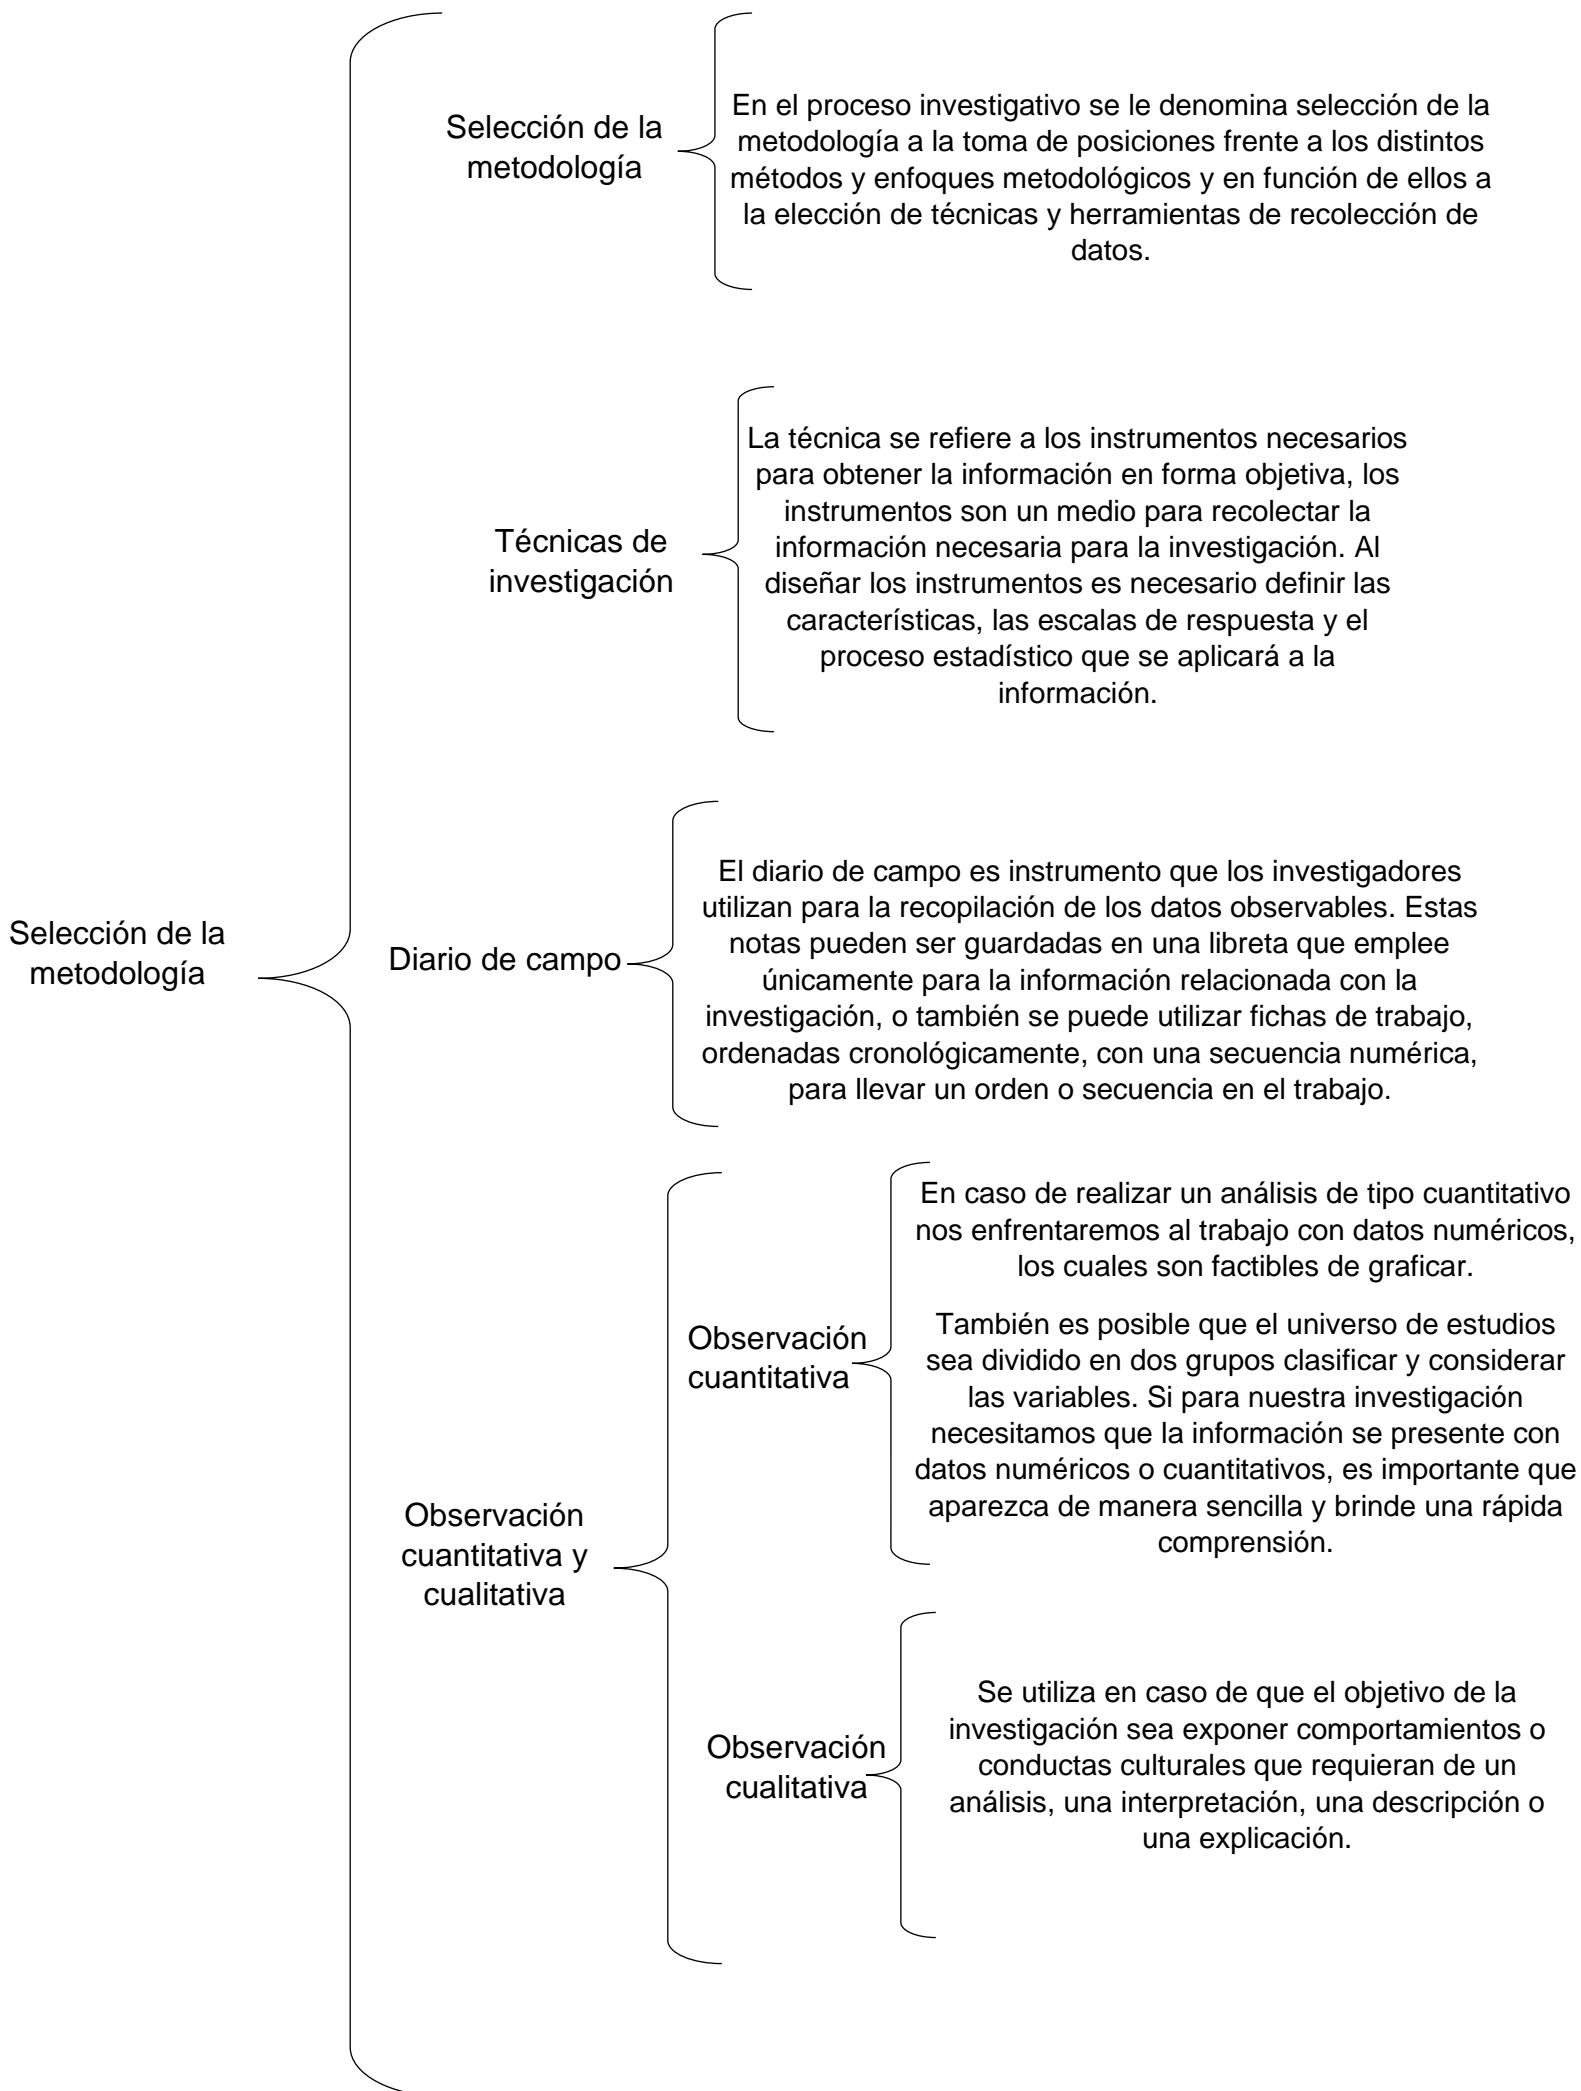 Selección de la
metodología
Selección de la
metodología
En el proceso investigativo se le denomina selección de la
metodología a la toma de posiciones frente a los distintos
métodos y enfoques metodológicos y en función de ellos a
la elección de técnicas y herramientas de recolección de
datos.
Técnicas de
investigación
La técnica se refiere a los instrumentos necesarios
para obtener la información en forma objetiva, los
instrumentos son un medio para recolectar la
información necesaria para la investigación. Al
diseñar los instrumentos es necesario definir las
características, las escalas de respuesta y el
proceso estadístico que se aplicará a la
información.
Diario de campo
El diario de campo es instrumento que los investigadores
utilizan para la recopilación de los datos observables. Estas
notas pueden ser guardadas en una libreta que emplee
únicamente para la información relacionada con la
investigación, o también se puede utilizar fichas de trabajo,
ordenadas cronológicamente, con una secuencia numérica,
para llevar un orden o secuencia en el trabajo.
Observación
cuantitativa y
cualitativa
Observación
cuantitativa
En caso de realizar un análisis de tipo cuantitativo
nos enfrentaremos al trabajo con datos numéricos,
los cuales son factibles de graficar.
También es posible que el universo de estudios
sea dividido en dos grupos clasificar y considerar
las variables. Si para nuestra investigación
necesitamos que la información se presente con
datos numéricos o cuantitativos, es importante que
aparezca de manera sencilla y brinde una rápida
comprensión.
Observación
cualitativa
Se utiliza en caso de que el objetivo de la
investigación sea exponer comportamientos o
conductas culturales que requieran de un
análisis, una interpretación, una descripción o
una explicación.